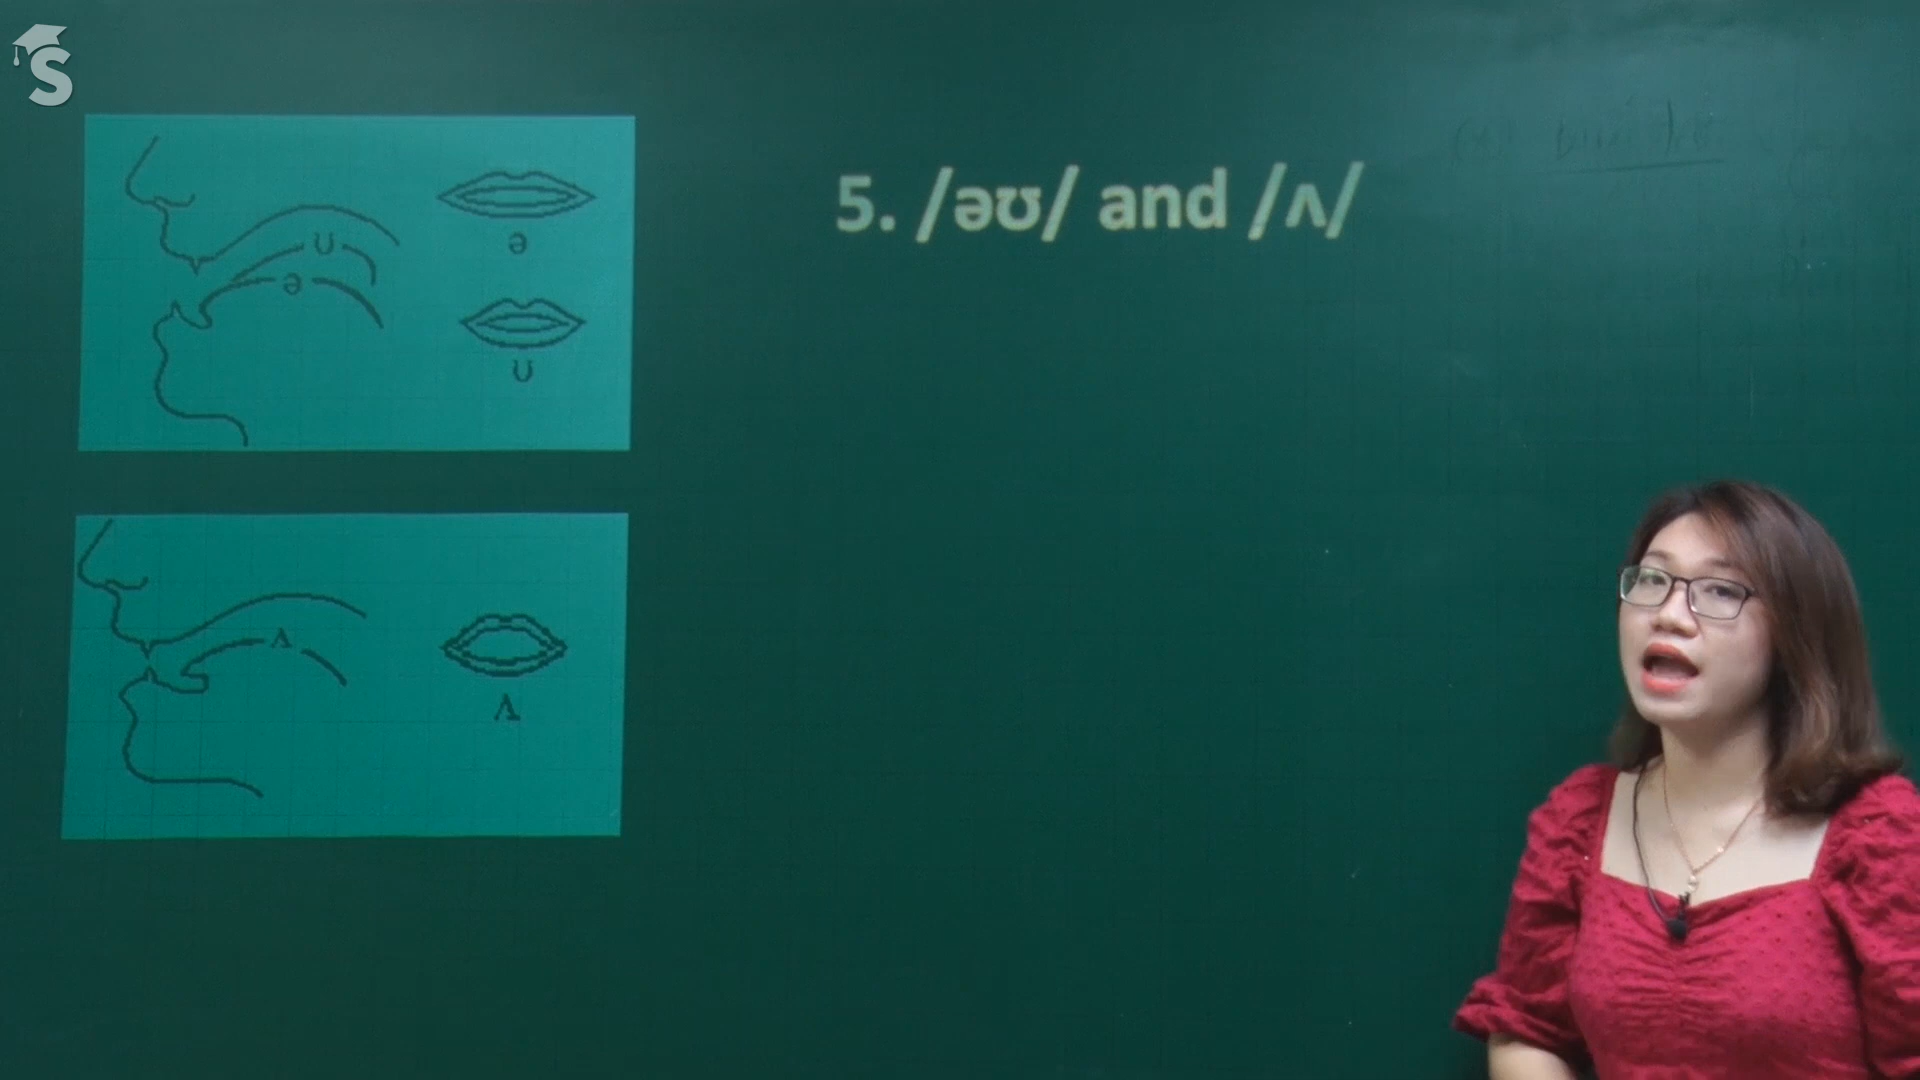 S
5. /əʊ/ and /ʌ/
ʊ
ə
ə
ʊ
ʌ
ʌ